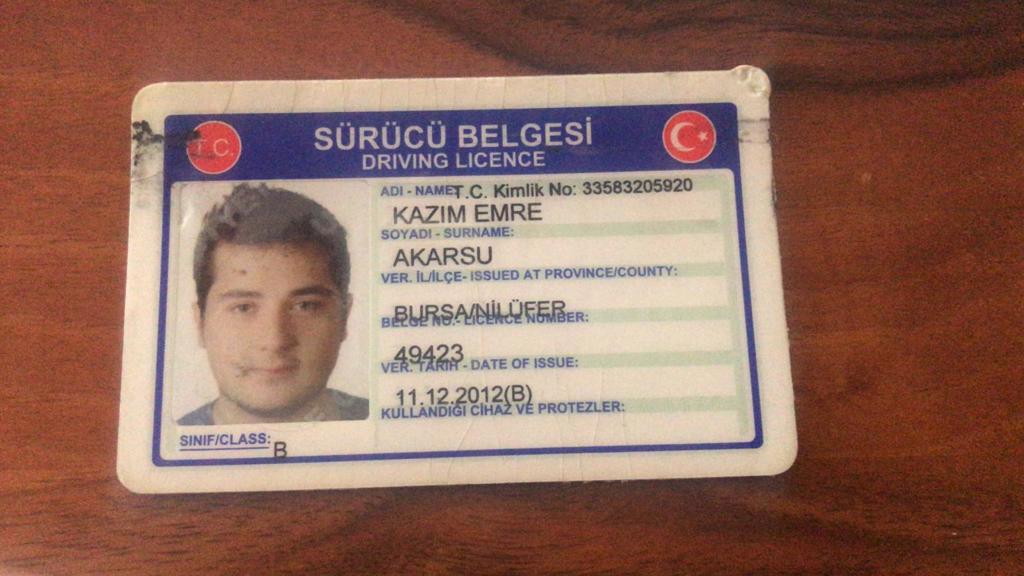 T.C.
SÜRÜCÜ BELGESİ
DRIVING LICENCE
ADI - NAME:
T.C. Kimlik No: 33583205920
KAZIM EMRE
SOYADI - SURNAME:
AKARSU
VER. İL/İLÇE- ISSUED AT PROVINCE/COUNTY:
BURSA/NİLÜFER
BELGE NO.- LICENCE NUMBER:
49423
VER. TARİH - DATE OF ISSUE:
11.12.2012(B)
KULLANDIĞI CİHAZ VE PROTEZLER:
SINIF/CLASS:
B